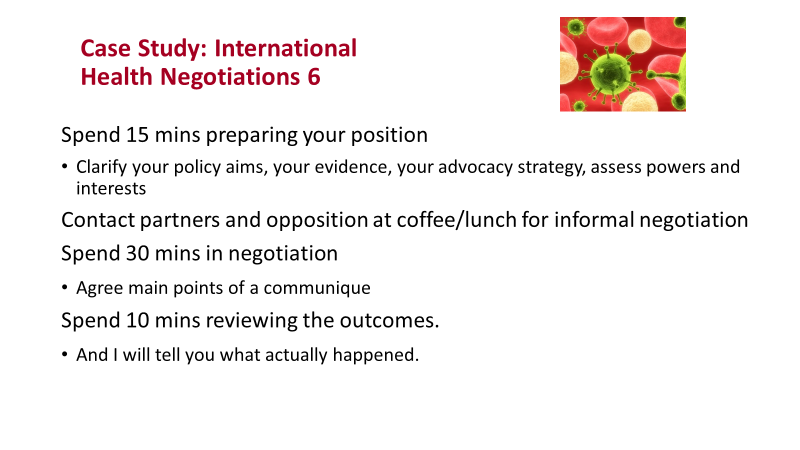 Case Study: International
Health Negotiations 6
Spend 15 mins preparing your position
• Clarify your policy aims, your evidence, your advocacy strategy, assess powers and
interests
Contact partners and opposition at coffee/lunch for informal negotiation
Spend 30 mins in negotiation
• Agree main points of a communique
Spend 10 mins reviewing the outcomes.
• And I will tell you what actually happened.